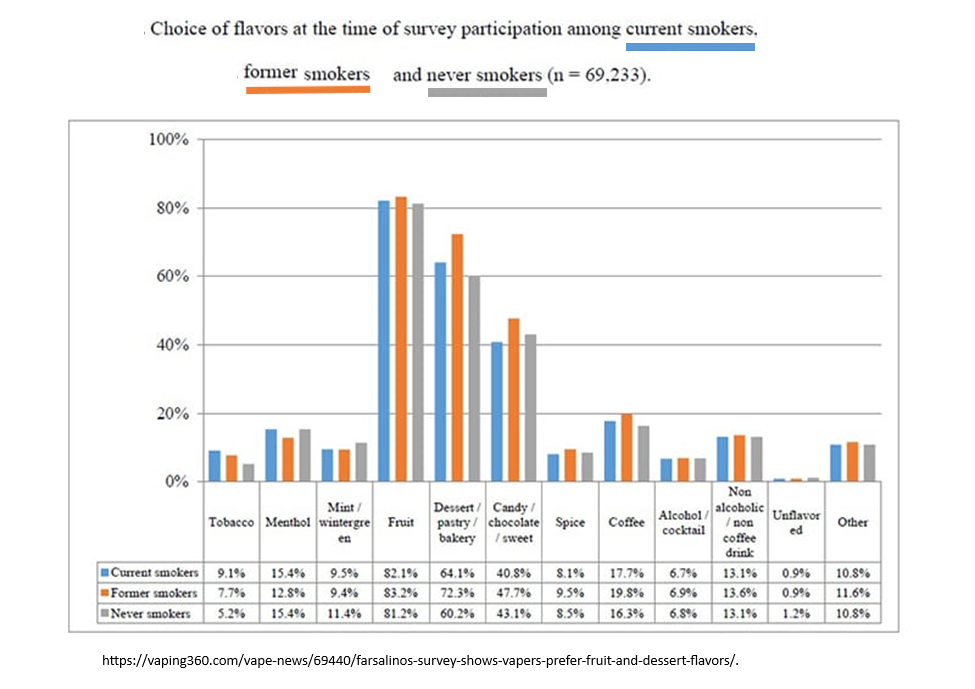 . Choice of flavors at the time of survey participation among current smokers,
former smokers and never smokers (n = 69,233).
100%
80%
60%
40%
20%
0%
Tobacco
Menthol
Mint /
wintergre
en
Fruit
Dessert /
pastry /
bakery
Candy /
chocolate
/ sweet
Spice
Coffee
Alcohol /
cocktail
Non
alcoholic
/ non
coffee
drink
Unflavor
ed
Other
Current smokers 9.1% 15.4% 9.5% 82.1% 64.1% 40.8% 8.1% 17.7% 6.7% 13.1% 0.9% 10.8%
Former smokers 7.7% 12.8% 9.4% 83.2% 72.3% 47.7% 9.5% 19.8% 6.9% 13.6% 0.9% 11.6%
Never smokers 5.2% 15.4% 11.4% 81.2% 60.2% 43.1% 8.5% 16.3% 6.8% 13.1% 1.2% 10.8%
https://vaping360.com/vape-news/69440/farsalinos-survey-shows-vapers-prefer-fruit-and-dessert-flavors/.